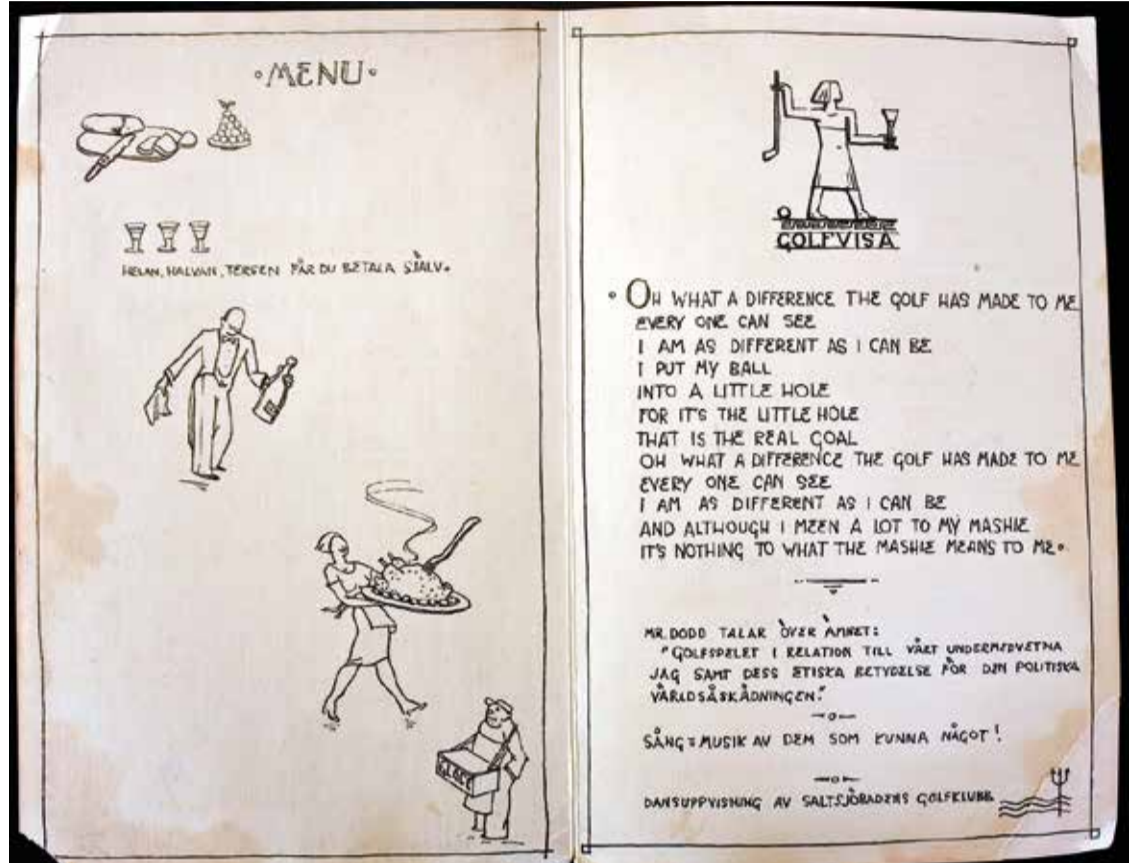 •MENU•
HELAN, HALVAN, TERSEN FÅR DU BETALA SJÄLV.
GLACE
GOLFVISA
• OH WHAT A DIFFERENCE THE GOLF HAS MADE TO ME
EVERY ONE CAN SEE
I AM AS DIFFERENT AS I CAN BE
I PUT MY BALL
INTO A LITTLE HOLE
FOR IT'S THE LITTLE HOLE
THAT IS THE REAL GOAL
OH WHAT A DIFFERENCE THE GOLF HAS MADE TO ME
EVERY ONE CAN SEE
I AM AS DIFFERENT AS I CAN BE
AND ALTHOUGH I MEEN A LOT TO MY MASHIE
IT'S NOTHING TO WHAT THE MASHIE MEANS TO ME•
MR. DODD TALAR ÖVER ÄMNET:
"GOLFSPELET I RELATION TILL VÅRT UNDERMEDVETNA
JAG SAMT DESS ETISKA BETYDELSE FÖR DEN POLITISKA
VÄRLDSÅSKÅDNINGEN."
SÅNG = MUSIK AV DEM SOM KUNNA NÅGOT!
DANSUPPVISNING AV SALTSJÖBADENS GOLFKLUBB